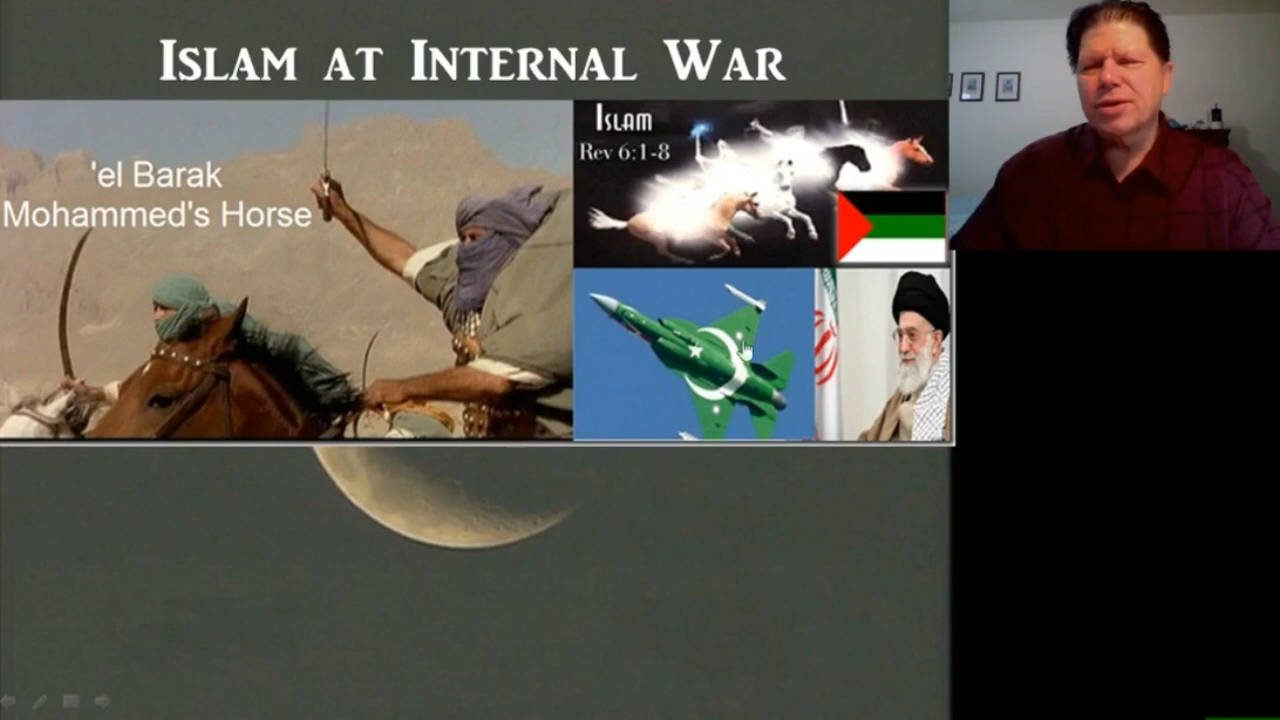 ISLAM AT INTERNAL WAR
'el Barak
Mohammed's Horse
ISLAM
Rev 6:1-8